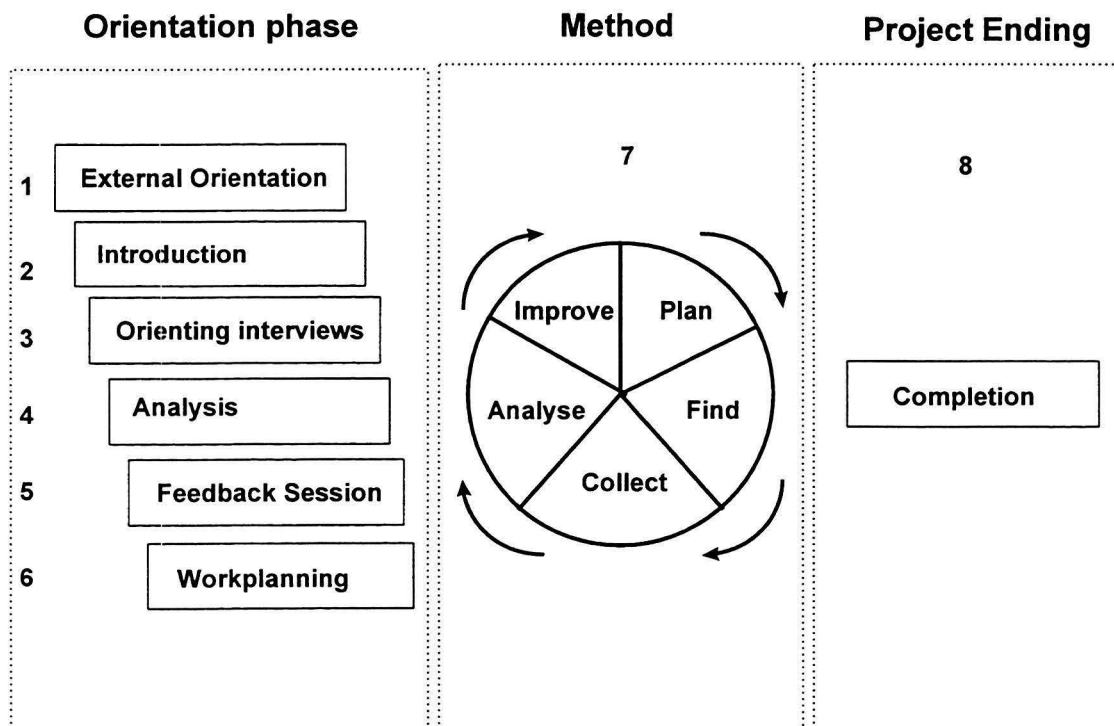 Orientation phase
Method
Project Ending
1
External Orientation
2
Introduction
3
Orienting interviews
4
Analysis
5
Feedback Session
6
Workplanning
7
Improve
Plan
Analyse
Find
Collect
8
Completion